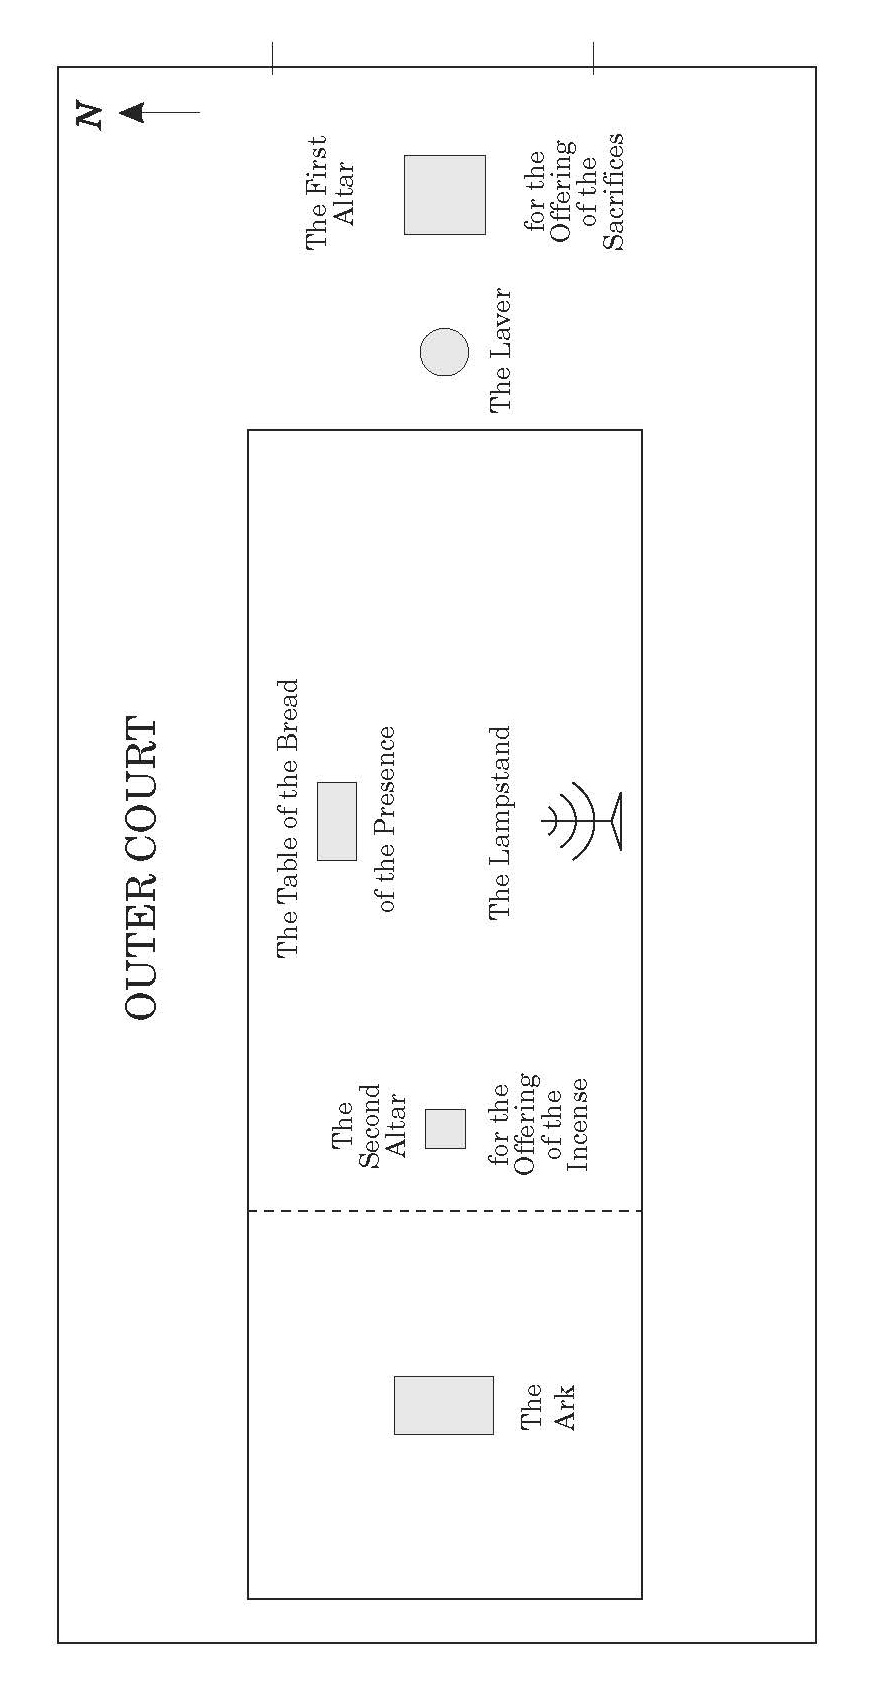 N
OUTER COURT
The First
Altar
for the
Offering
of the
Sacrifices
The Laver
The Table of the Bread
of the Presence
The Lampstand
The
Second
Altar
for the
Offering
of the
Incense
The
Ark